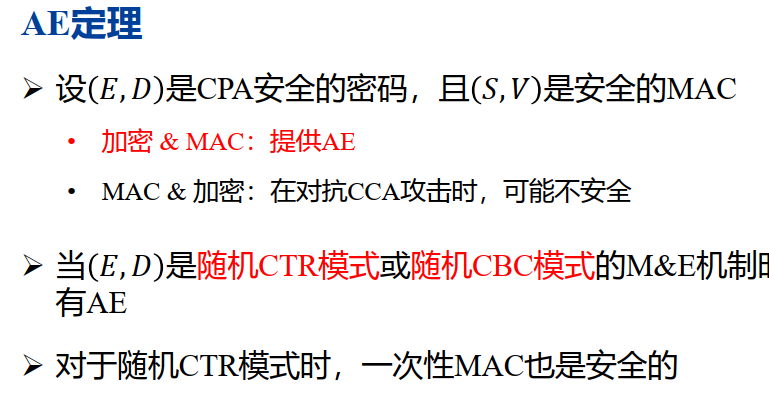 AE定理
➢ 设(E, D)是CPA安全的密码，且(S, V)是安全的MAC
• 加密 & MAC：提供AE
• MAC & 加密：在对抗CCA攻击时，可能不安全
➢ 当(E, D)是随机CTR模式或随机CBC模式的M&E机制
有AE
➢ 对于随机CTR模式时，一次性MAC也是安全的